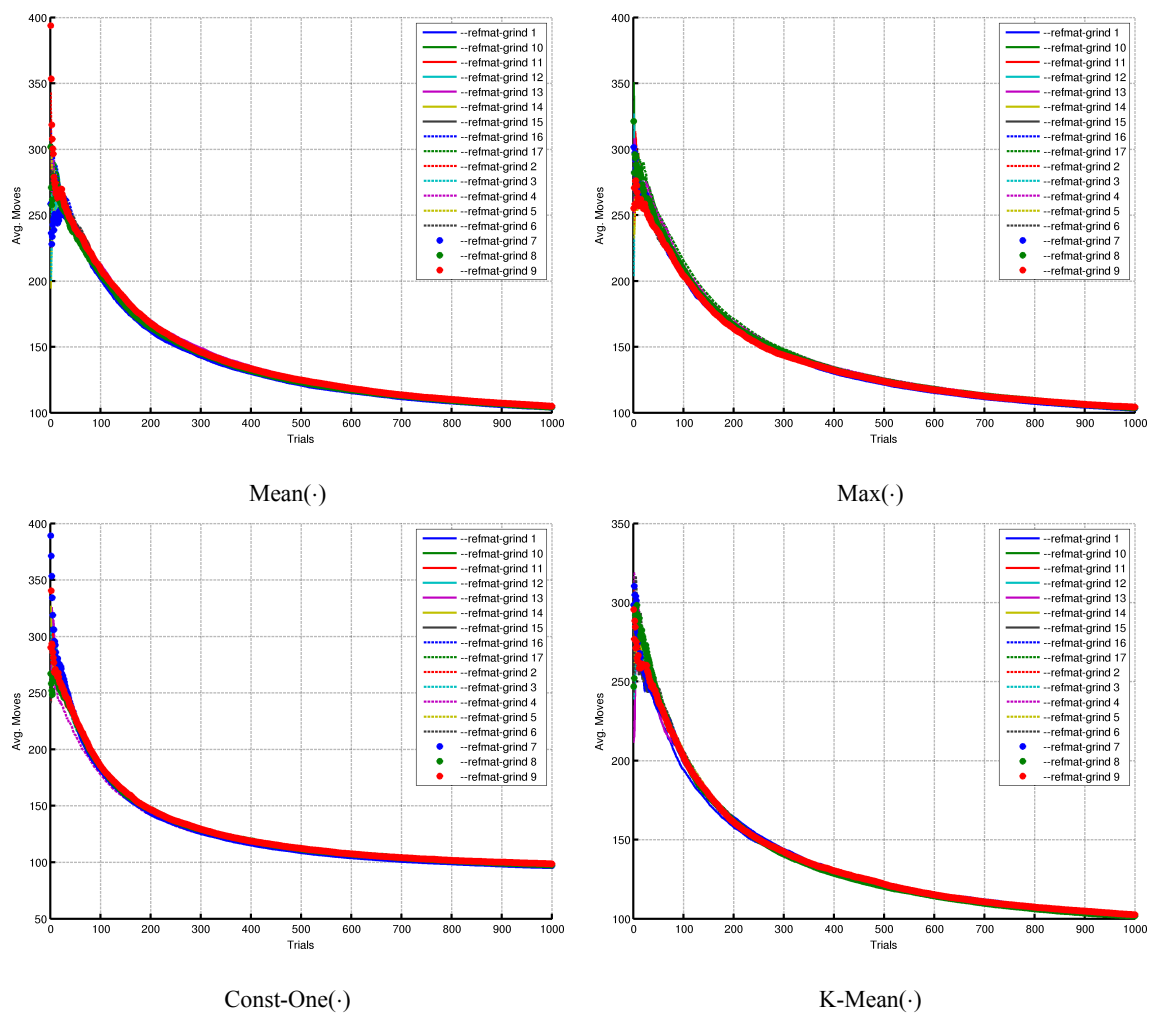 400
350
300
250
200
150
100
0 100 200 300 400 500 600 700 800 900 1000
Avg. Moves
Trials
--refmat-grind 1
--refmat-grind 10
--refmat-grind 11
--refmat-grind 12
--refmat-grind 13
--refmat-grind 14
--refmat-grind 15
--refmat-grind 16
--refmat-grind 17
--refmat-grind 2
--refmat-grind 3
--refmat-grind 4
--refmat-grind 5
--refmat-grind 6
--refmat-grind 7
--refmat-grind 8
--refmat-grind 9
Mean(·)
400
350
300
250
200
150
100
0 100 200 300 400 500 600 700 800 900 1000
Avg. Moves
Trials
--refmat-grind 1
--refmat-grind 10
--refmat-grind 11
--refmat-grind 12
--refmat-grind 13
--refmat-grind 14
--refmat-grind 15
--refmat-grind 16
--refmat-grind 17
--refmat-grind 2
--refmat-grind 3
--refmat-grind 4
--refmat-grind 5
--refmat-grind 6
--refmat-grind 7
--refmat-grind 8
--refmat-grind 9
Max(·)
400
350
300
250
200
150
100
50
0 100 200 300 400 500 600 700 800 900 1000
Avg. Moves
Trials
--refmat-grind 1
--refmat-grind 10
--refmat-grind 11
--refmat-grind 12
--refmat-grind 13
--refmat-grind 14
--refmat-grind 15
--refmat-grind 16
--refmat-grind 17
--refmat-grind 2
--refmat-grind 3
--refmat-grind 4
--refmat-grind 5
--refmat-grind 6
--refmat-grind 7
--refmat-grind 8
--refmat-grind 9
Const-One(·)
350
300
250
200
150
100
0 100 200 300 400 500 600 700 800 900 1000
Avg. Moves
Trials
--refmat-grind 1
--refmat-grind 10
--refmat-grind 11
--refmat-grind 12
--refmat-grind 13
--refmat-grind 14
--refmat-grind 15
--refmat-grind 16
--refmat-grind 17
--refmat-grind 2
--refmat-grind 3
--refmat-grind 4
--refmat-grind 5
--refmat-grind 6
--refmat-grind 7
--refmat-grind 8
--refmat-grind 9
K-Mean(·)